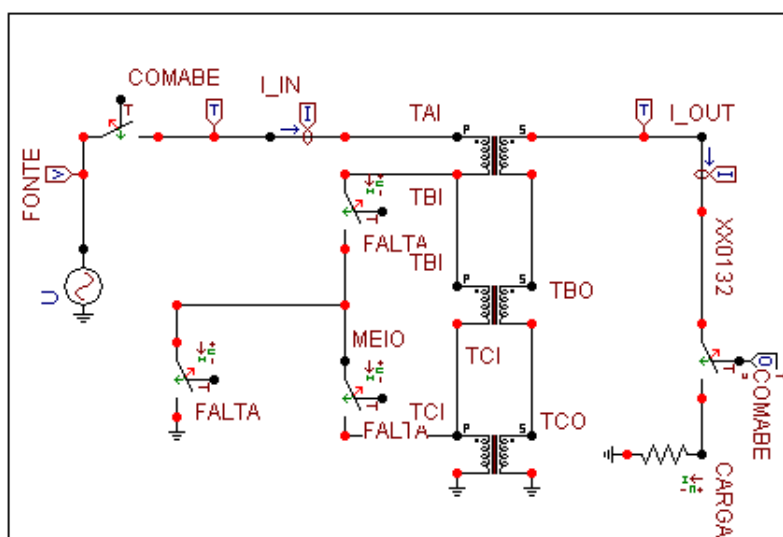 COMABE
T
T
I_IN
I
TAI
P
S
T
I_OUT
I
FONTE
V
U
TBI
T
FALTA
TBI
P
S
TBO
XX0132
MEIO
TCI
T
FALTA
T
FALTA
TCI
P
S
TCO
T
O
COMABE
CARGA